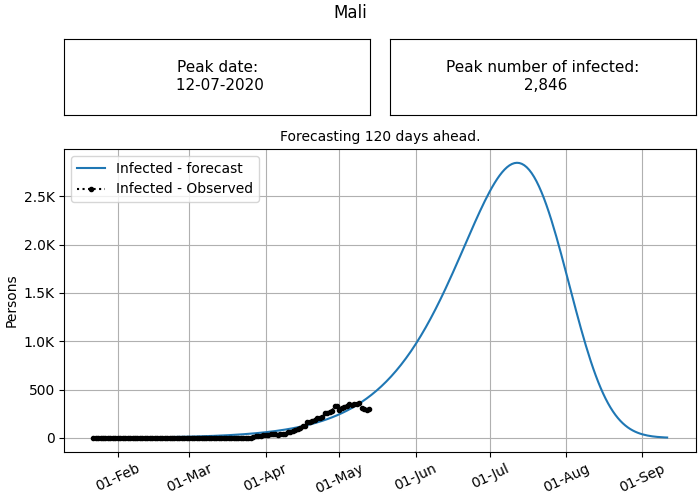 Mali
Peak date:
12-07-2020
Peak number of infected:
2,846
Forecasting 120 days ahead.
Infected - forecast
Infected - Observed
Persons
2.5K
2.0K
1.5K
1.0K
500
0
01-Feb
01-Mar
01-Apr
01-May
01-Jun
01-Jul
01-Aug
01-Sep